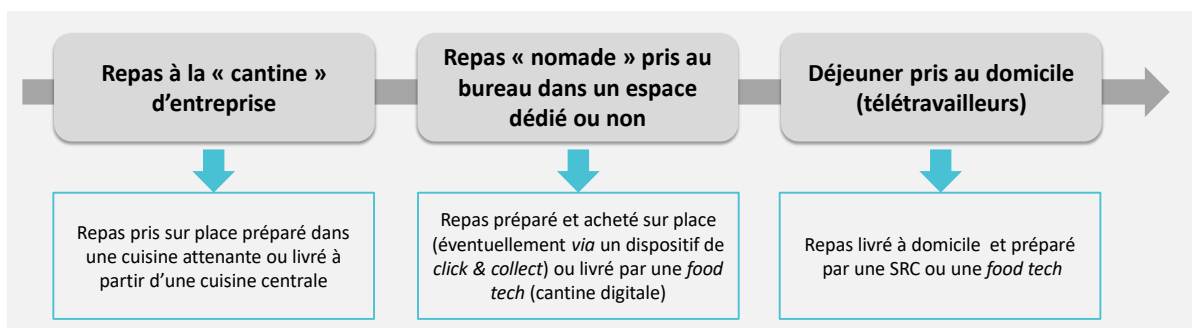 Repas à la « cantine »
d’entreprise
Repas « nomade » pris au
bureau dans un espace
dédié ou non
Déjeuner pris au domicile
(télétravailleurs)
Repas pris sur place préparé dans
une cuisine attenante ou livré à
partir d’une cuisine centrale
Repas préparé et acheté sur place
(éventuellement via un dispositif de
click & collect) ou livré par une food
tech (cantine digitale)
Repas livré à domicile et préparé
par une SRC ou une food tech